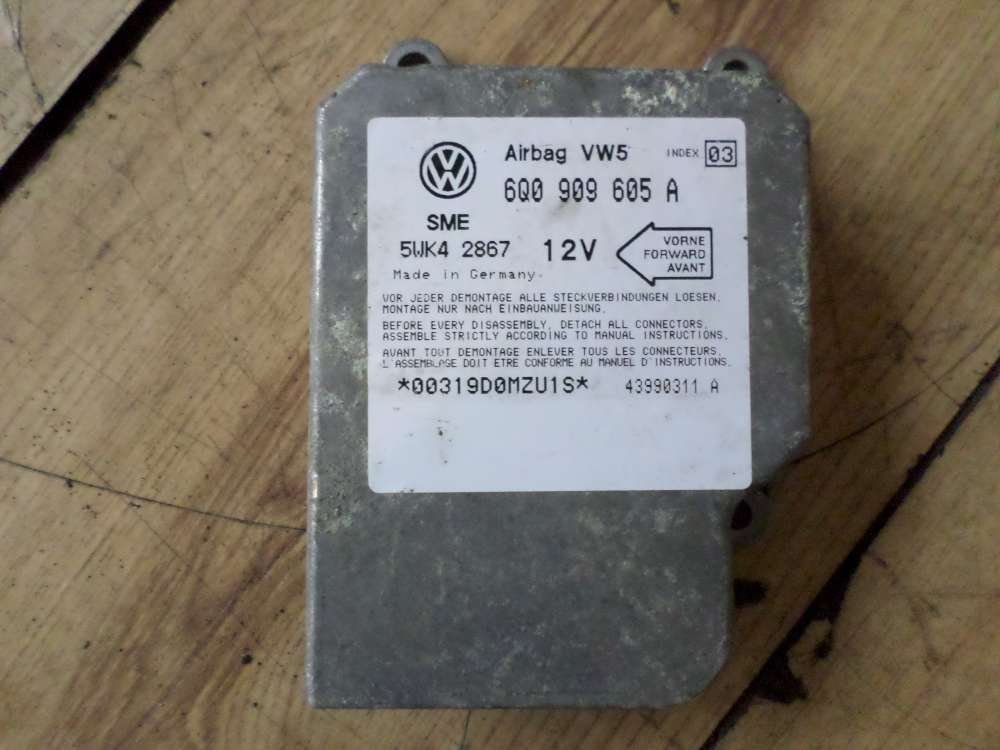 Airbag VW5 INDEX 03
6Q0 909 605 A
SME
5WK4 2867 12V
VORNE
FORWARD
AVANT
Made in Germany.
VOR JEDER DEMONTAGE ALLE STECKVERBINDUNGEN LOESEN.
MONTAGE NUR NACH EINBAUANWEISUNG.
BEFORE EVERY DISASSEMBLY, DETACH ALL CONNECTORS.
ASSEMBLE STRICTLY ACCORDING TO MANUAL INSTRUCTIONS.
AVANT TOUT DEMONTAGE ENLEVER TOUS LES CONNECTEURS.
L'ASSEMBLAGE DOIT ETRE CONFORME AU MANUEL D'INSTRUCTIONS.
*00319D0MZU1S* 43990311 A